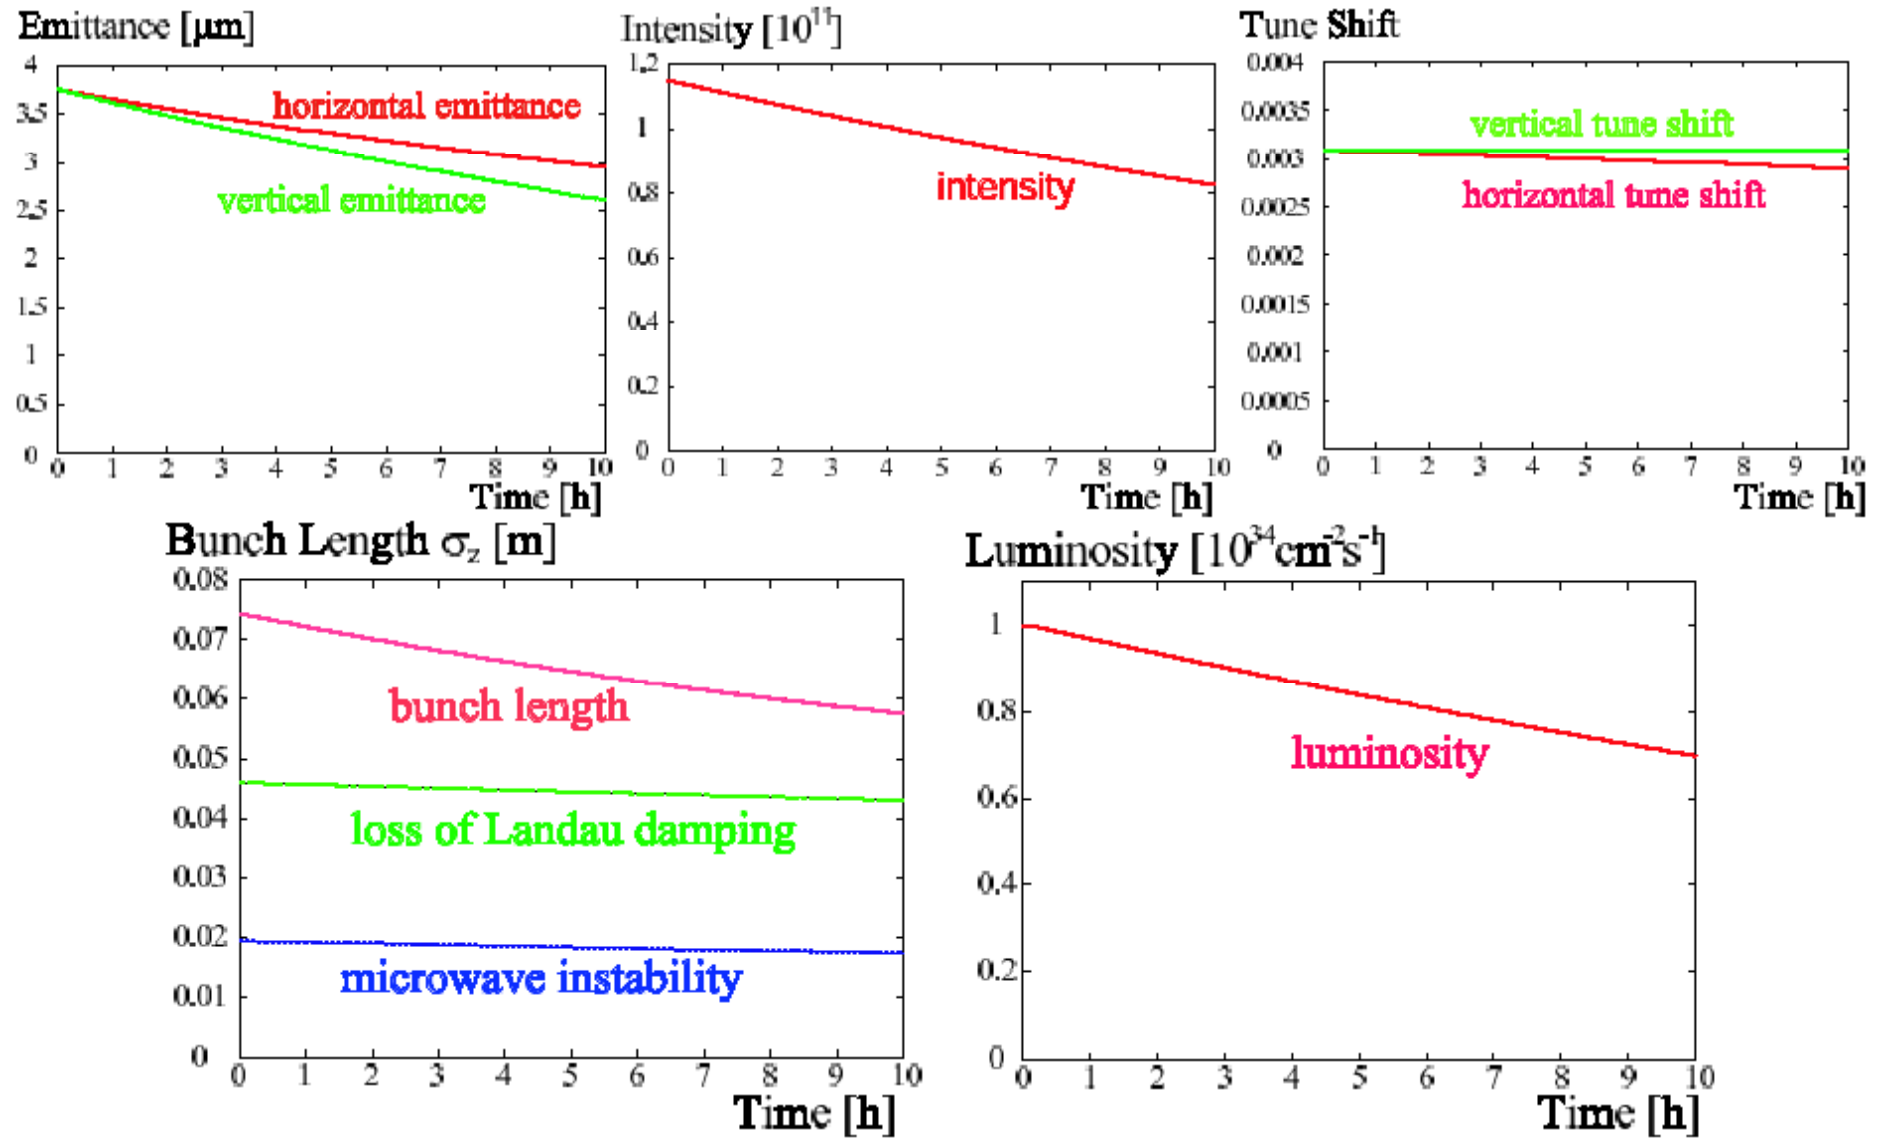 Emittance [μm]
4
3.5
3
2.5
2
1.5
1
0.5
0
horizontal emittance
vertical emittance
0 1 2 3 4 5 6 7 8 9 10
Time [h]
Intensity [10¹¹]
1.2
1
0.8
0.6
0.4
0.2
0
intensity
0 1 2 3 4 5 6 7 8 9 10
Time [h]
Tune Shift
0.004
0.0035
0.003
0.0025
0.002
0.0015
0.001
0.0005
0
vertical tune shift
horizontal tune shift
0 1 2 3 4 5 6 7 8 9 10
Time [h]
Bunch Length σz [m]
0.08
0.07
0.06
0.05
0.04
0.03
0.02
0.01
0
bunch length
loss of Landau damping
microwave instability
0 1 2 3 4 5 6 7 8 9 10
Time [h]
Luminosity [10³⁴cm⁻²s⁻¹]
1
0.8
0.6
0.4
0.2
0
luminosity
0 1 2 3 4 5 6 7 8 9 10
Time [h]